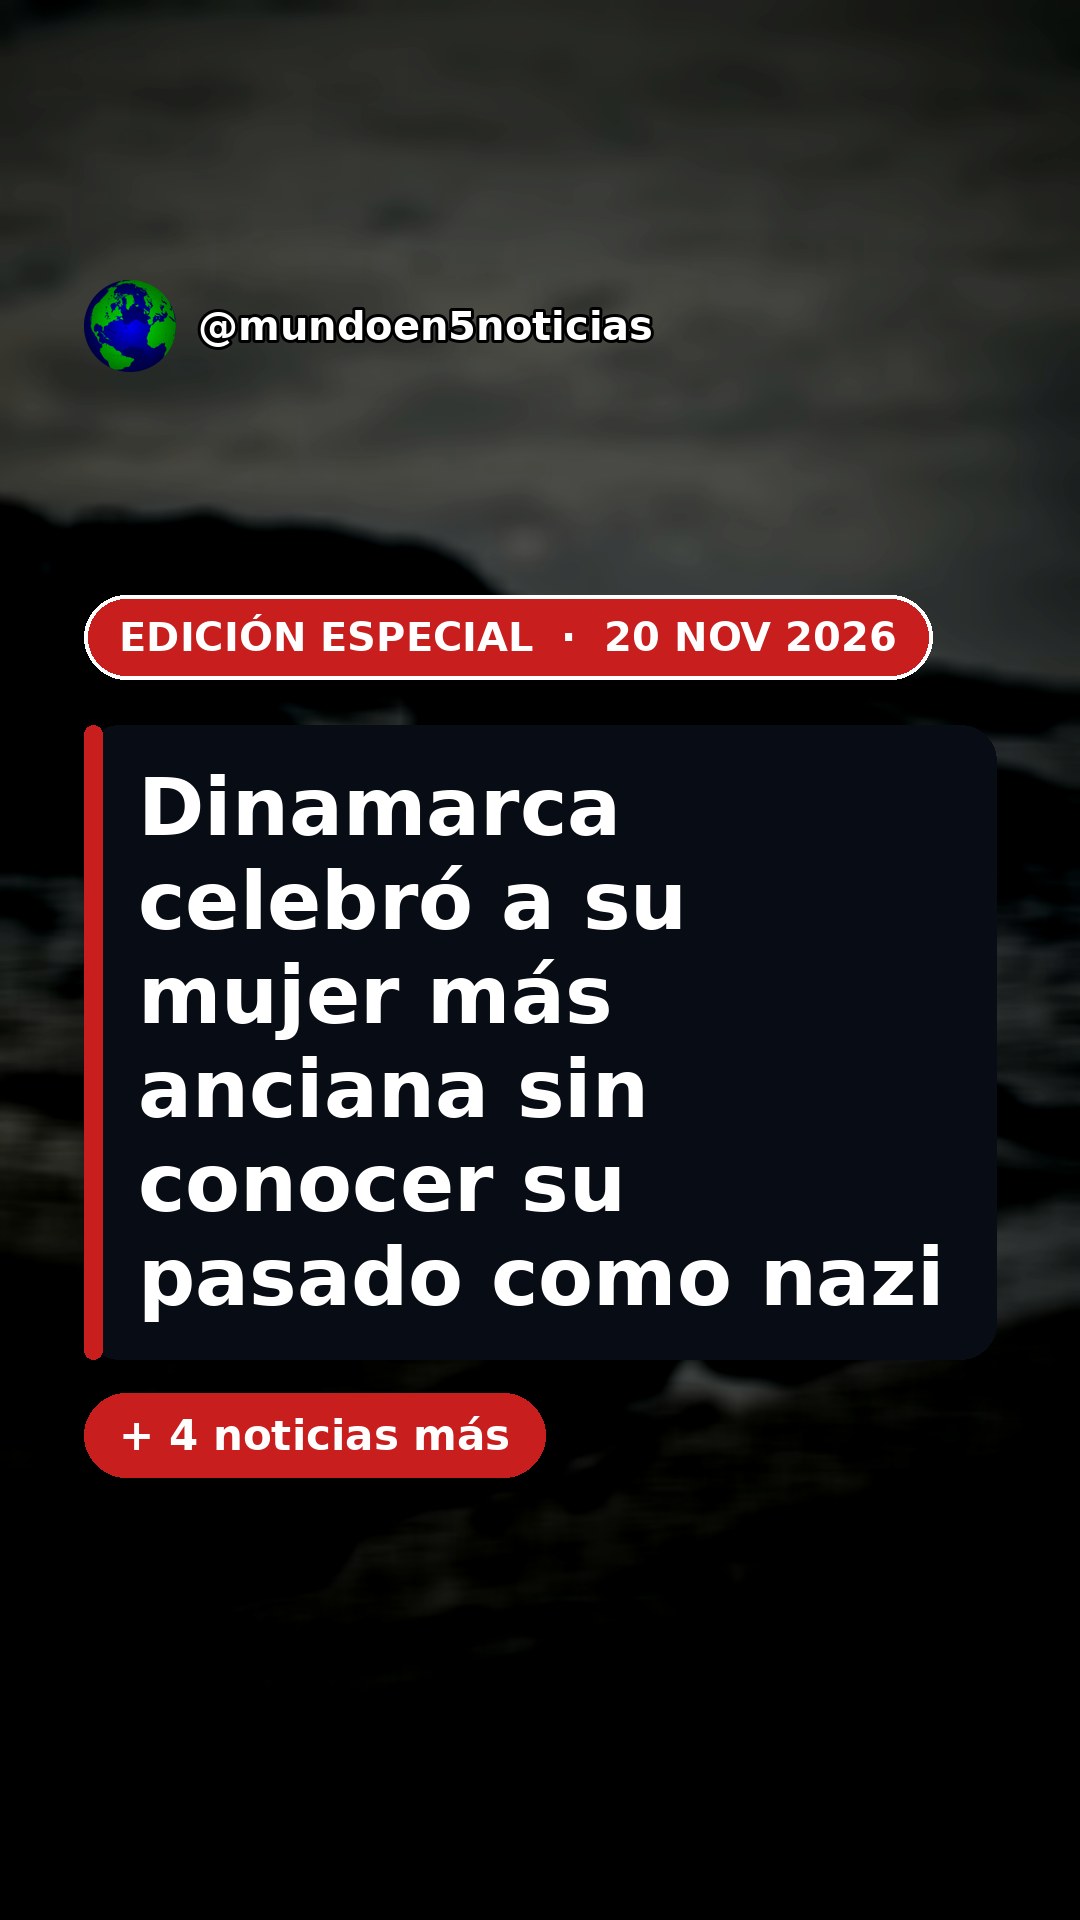 @mundoen5noticias
EDICIÓN ESPECIAL · 20 NOV 2026
Dinamarca
celebró a su
mujer más
anciana sin
conocer su
pasado como nazi
+ 4 noticias más